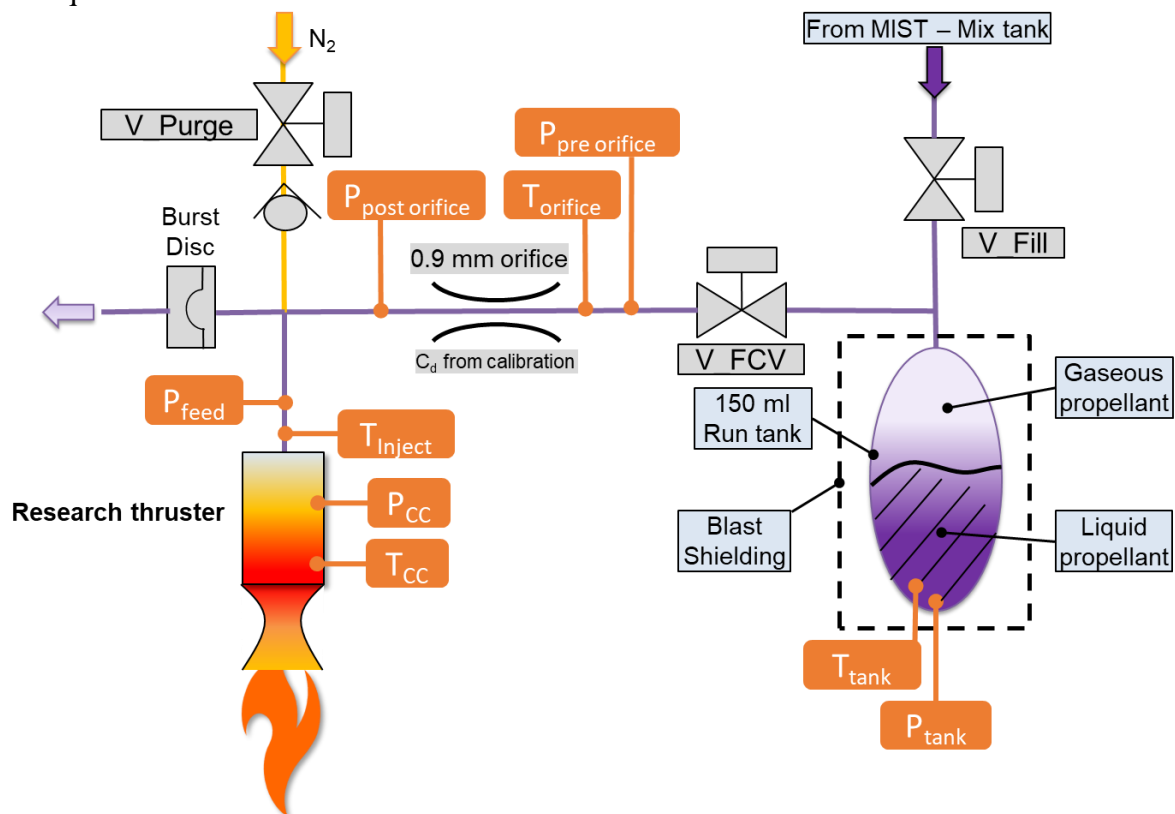 N2
From MIST – Mix tank
V_Purge
Ppre orifice
Ppost orifice
Torifice
Burst
Disc
0.9 mm orifice
V_Fill
Cd from calibration
V_FCV
Pfeed
150 ml
Run tank
Gaseous
propellant
TInject
Research thruster
PCC
Blast
Shielding
Liquid
propellant
TCC
Ttank
Ptank